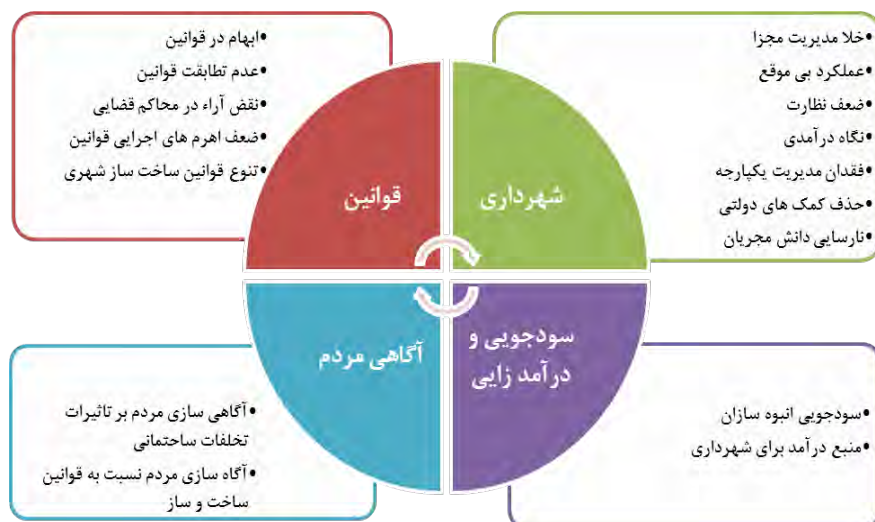 •خلا مدیریت مجزا
•عملکرد بی موقع
•ضعف نظارت
•نگاه درآمدی
•فقدان مدیریت یکپارچه
•حذف کمک های دولتی
•نارسایی دانش مجریان
شهرداری
•ابهام در قوانین
•عدم تطابقت قوانین
•نقض آراء در محاکم قضایی
•ضعف اهرم های اجرایی قوانین
•تنوع قوانین ساخت ساز شهری
قوانین
سودجویی و
درآمد زایی
•سودجویی انبوه سازان
•منبع درآمد برای شهرداری
آگاهی مردم
•آگاهی سازی مردم بر تاثیرات
تخلفات ساحتمانی
•آگاه سازی مردم نسبت به قوانین
ساخت و ساز